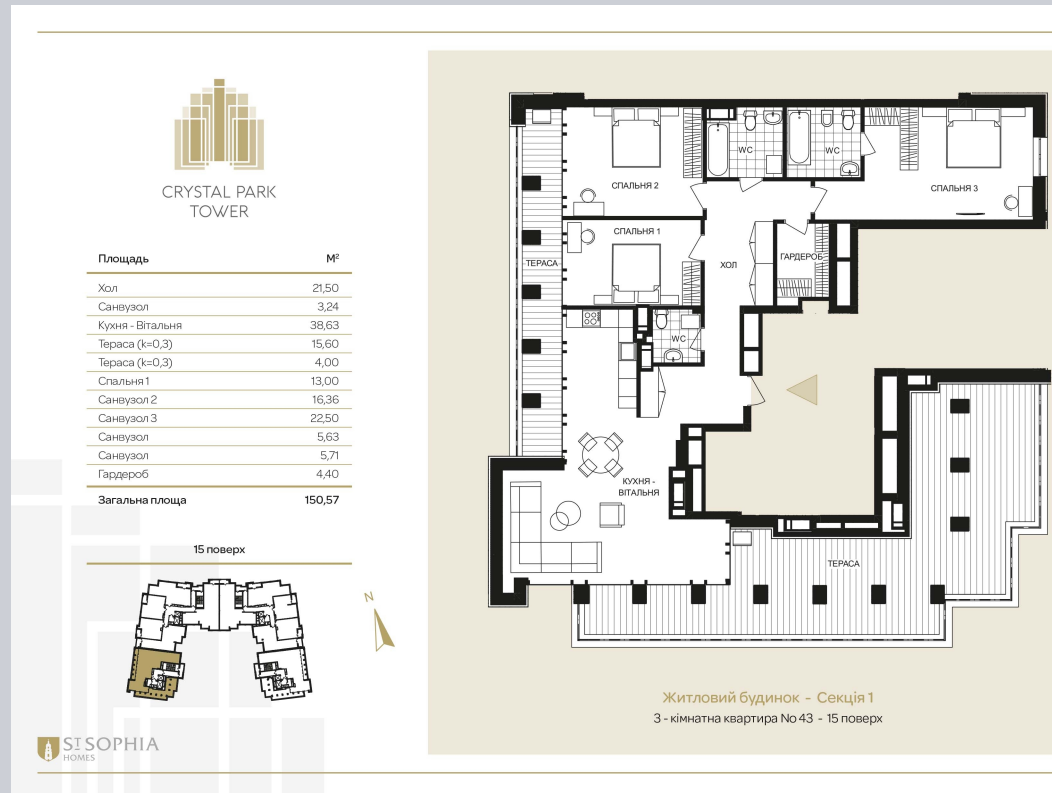 CRYSTAL PARK
TOWER
Площадь М²
Хол 21,50
Санвузол 3,24
Кухня - Вітальня 38,63
Тераса (k=0,3) 15,60
Тераса (k=0,3) 4,00
Спальня 1 13,00
Санвузол 2 16,36
Санвузол 3 22,50
Санвузол 5,63
Санвузол 5,71
Гардероб 4,40
Загальна площа 150,57
15 поверх
N
ST SOPHIA
HOMES
WC
WC
СПАЛЬНЯ 2
СПАЛЬНЯ 3
СПАЛЬНЯ 1
ТЕРАСА
ХОЛ
ГАРДЕРОБ
WC
КУХНЯ -
ВІТАЛЬНЯ
ТЕРАСА
Житловий будинок - Секція 1
3 - кімнатна квартира No 43 - 15 поверх